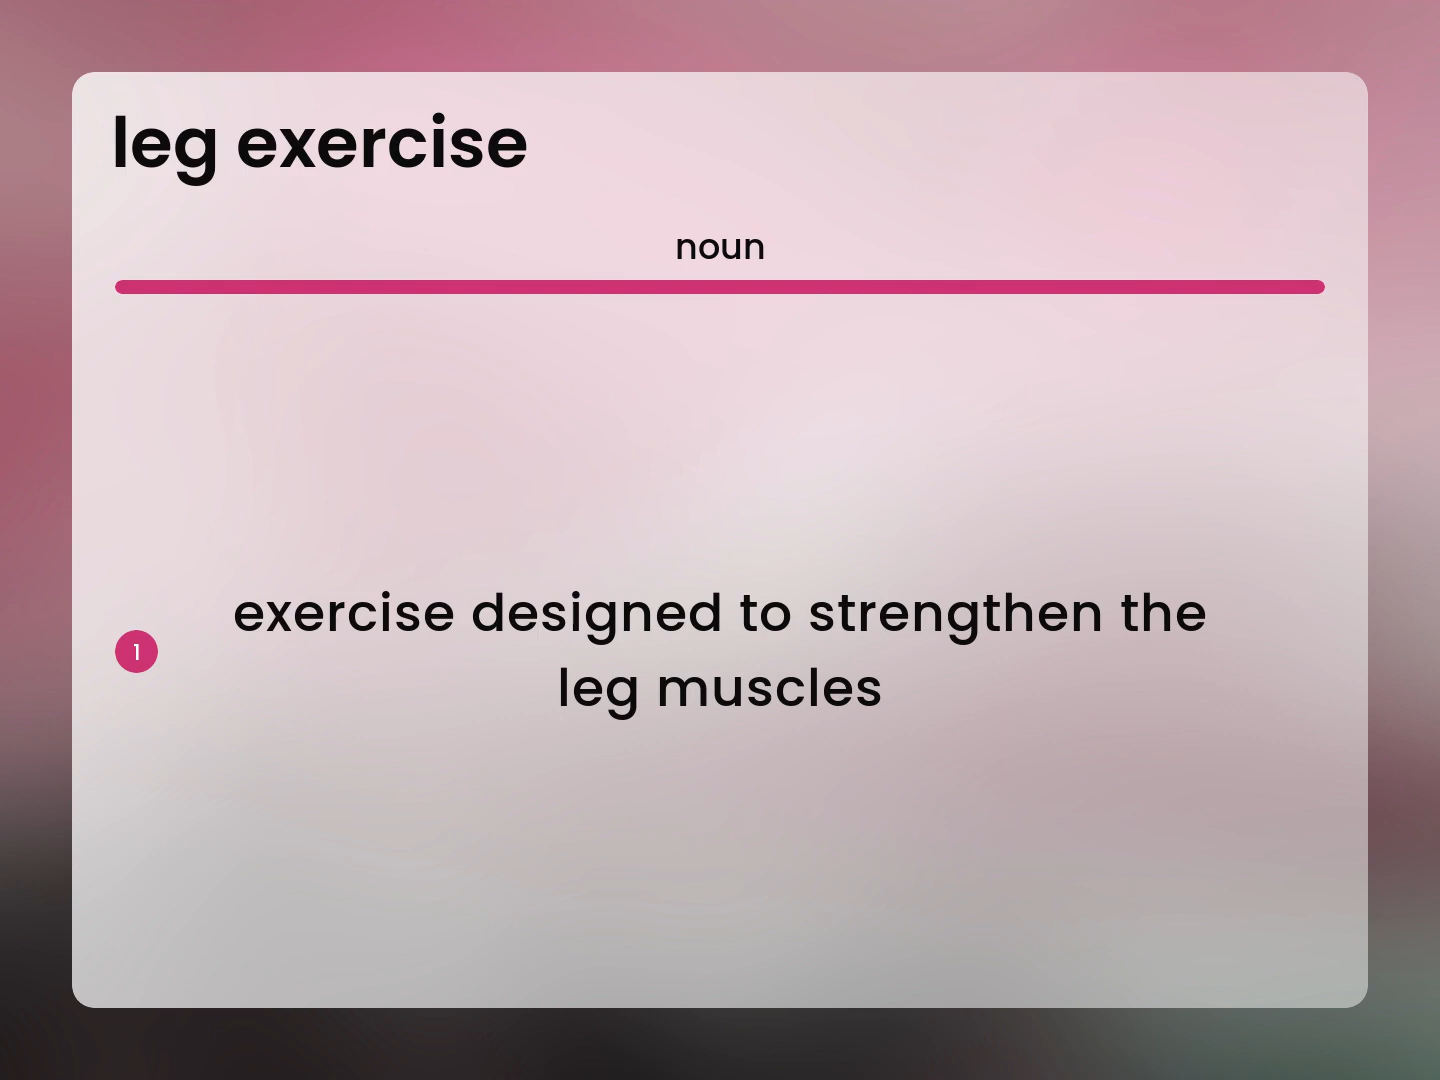 leg exercise
noun
1
exercise designed to strengthen the
leg muscles